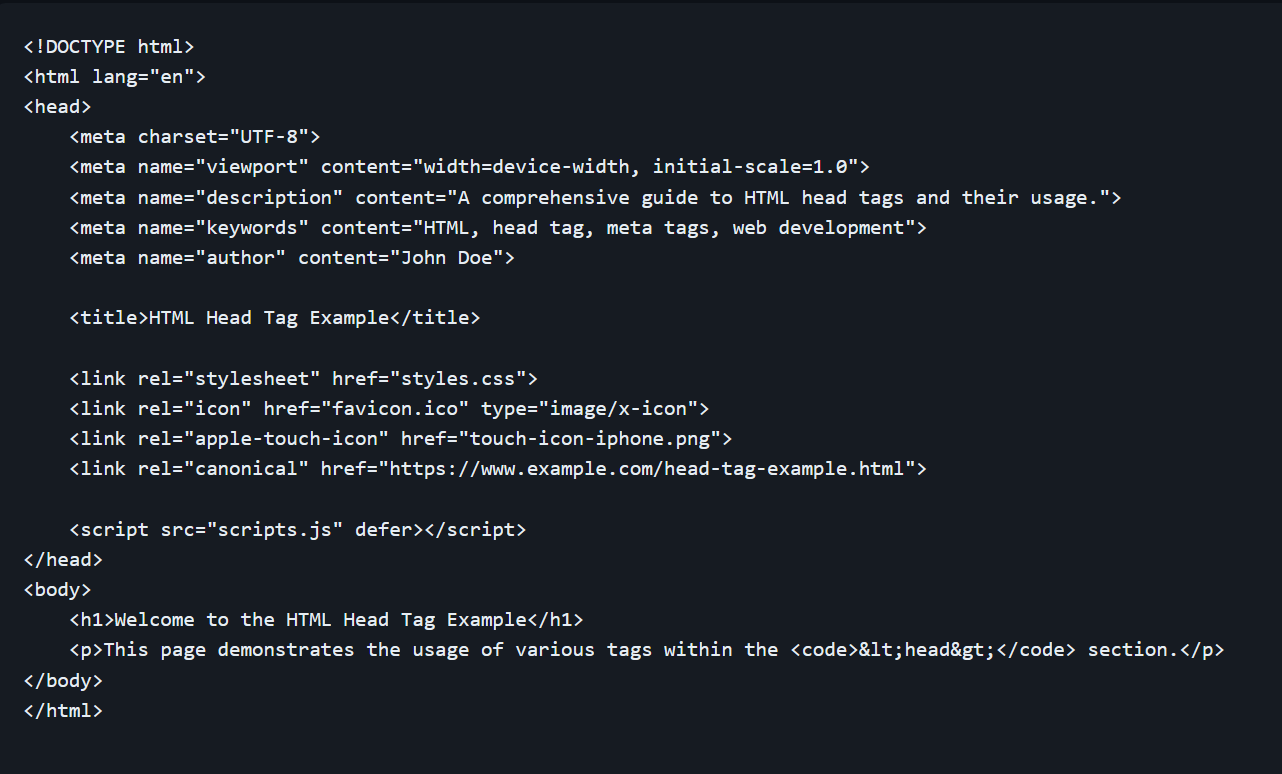 <!DOCTYPE html>
<html lang="en">
<head>
    <meta charset="UTF-8">
    <meta name="viewport" content="width=device-width, initial-scale=1.0">
    <meta name="description" content="A comprehensive guide to HTML head tags and their usage.">
    <meta name="keywords" content="HTML, head tag, meta tags, web development">
    <meta name="author" content="John Doe">

    <title>HTML Head Tag Example</title>

    <link rel="stylesheet" href="styles.css">
    <link rel="icon" href="favicon.ico" type="image/x-icon">
    <link rel="apple-touch-icon" href="touch-icon-iphone.png">
    <link rel="canonical" href="https://www.example.com/head-tag-example.html">

    <script src="scripts.js" defer></script>
</head>
<body>
    <h1>Welcome to the HTML Head Tag Example</h1>
    <p>This page demonstrates the usage of various tags within the <code>&lt;head&gt;</code> section.</p>
</body>
</html>